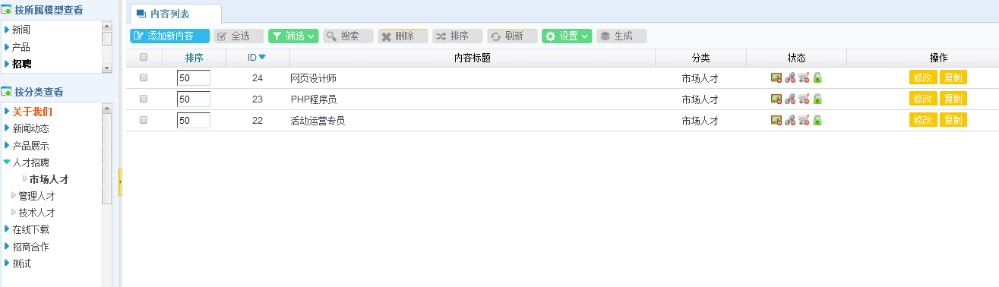 按所属模型查看
新闻
产品
招聘
按分类查看
关于我们
新闻动态
产品展示
人才招聘
市场人才
管理人才
技术人才
在线下载
招商合作
测试
内容列表
添加新内容 全选 筛选 搜索 删除 排序 刷新 设置 生成
排序 ID 内容标题 分类 状态 操作
50 24 网页设计师 市场人才 修改 复制
50 23 PHP程序员 市场人才 修改 复制
50 22 活动运营专员 市场人才 修改 复制